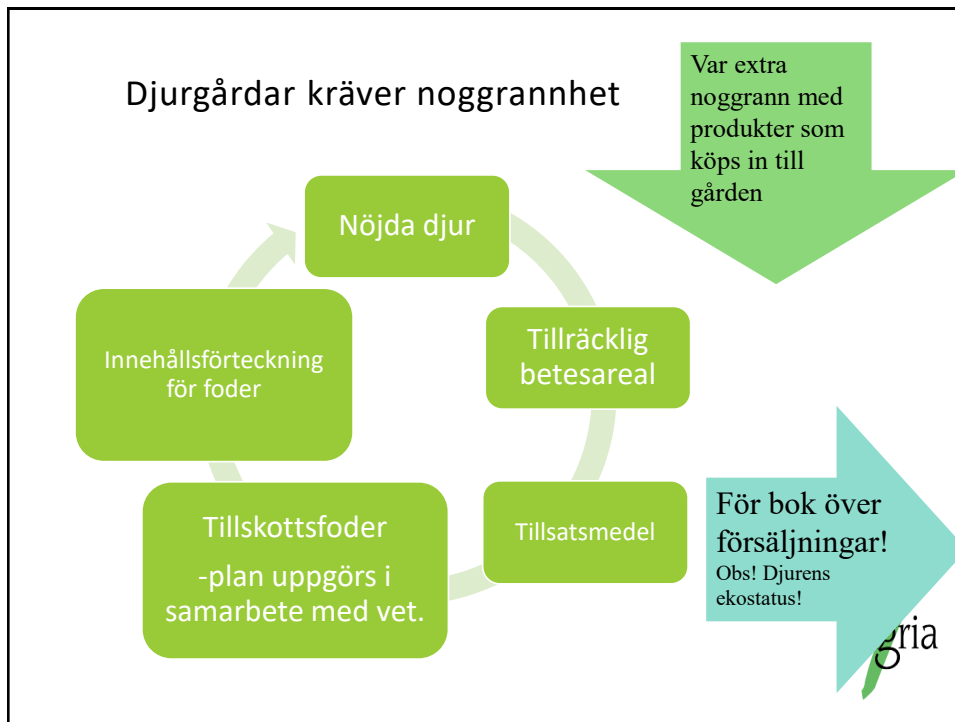 Djurgårdar kräver noggrannhet
Var extra
noggrann med
produkter som
köps in till
gården
Nöjda djur
Tillräcklig
betesareal
Tillsatsmedel
Tillskottsfoder
-plan uppgörs i
samarbete med vet.
Innehållsförteckning
för foder
För bok över
försäljningar!
Obs! Djurens
ekostatus!
gria